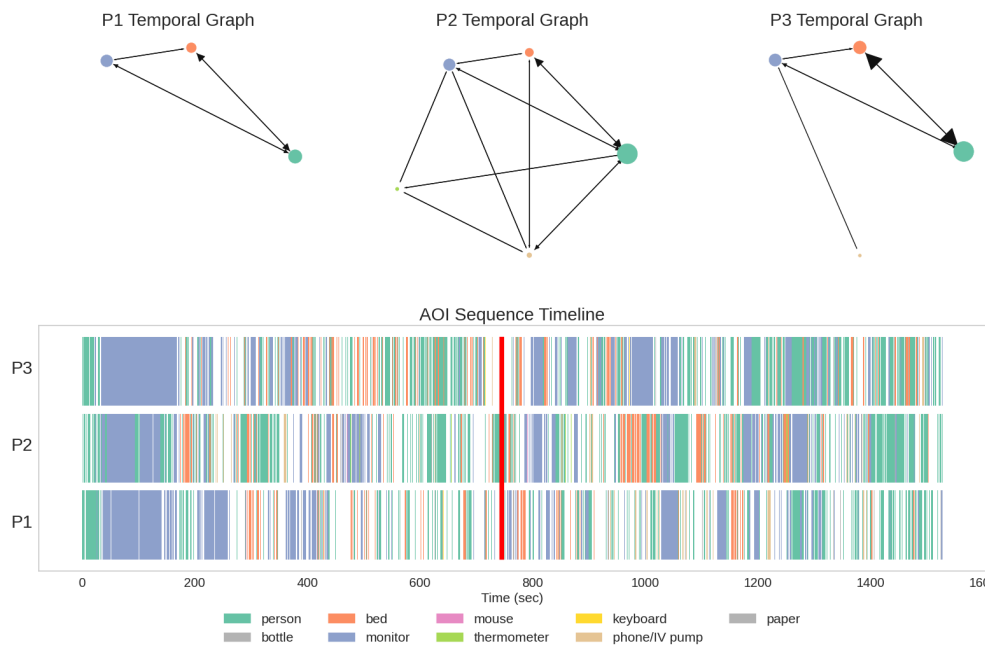 P1 Temporal Graph
P2 Temporal Graph
P3 Temporal Graph
AOI Sequence Timeline
P3
P2
P1
0 200 400 600 800 1000 1200 1400 160
Time (sec)
person bed mouse keyboard paper
bottle monitor thermometer phone/IV pump